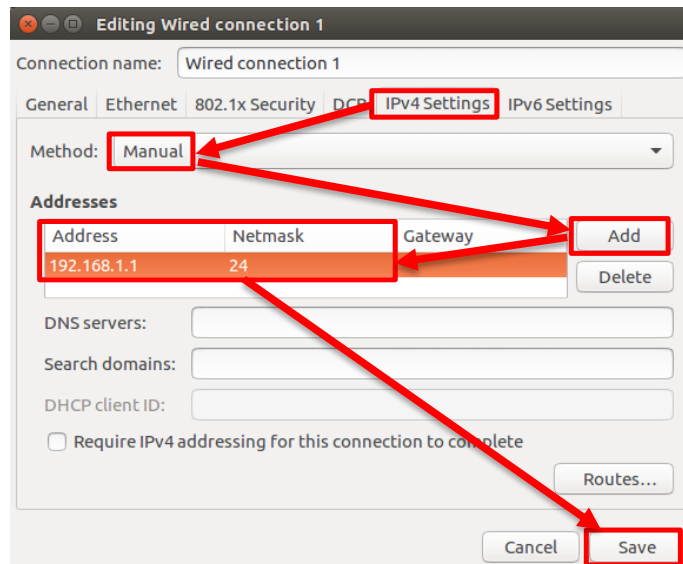 Editing Wired connection 1
Connection name: Wired connection 1
General Ethernet 802.1x Security DCB IPv4 Settings IPv6 Settings
Method: Manual
Addresses
Address Netmask Gateway Add
192.168.1.1 24
Delete
DNS servers:
Search domains:
DHCP client ID:
Require IPv4 addressing for this connection to complete
Routes...
Cancel Save